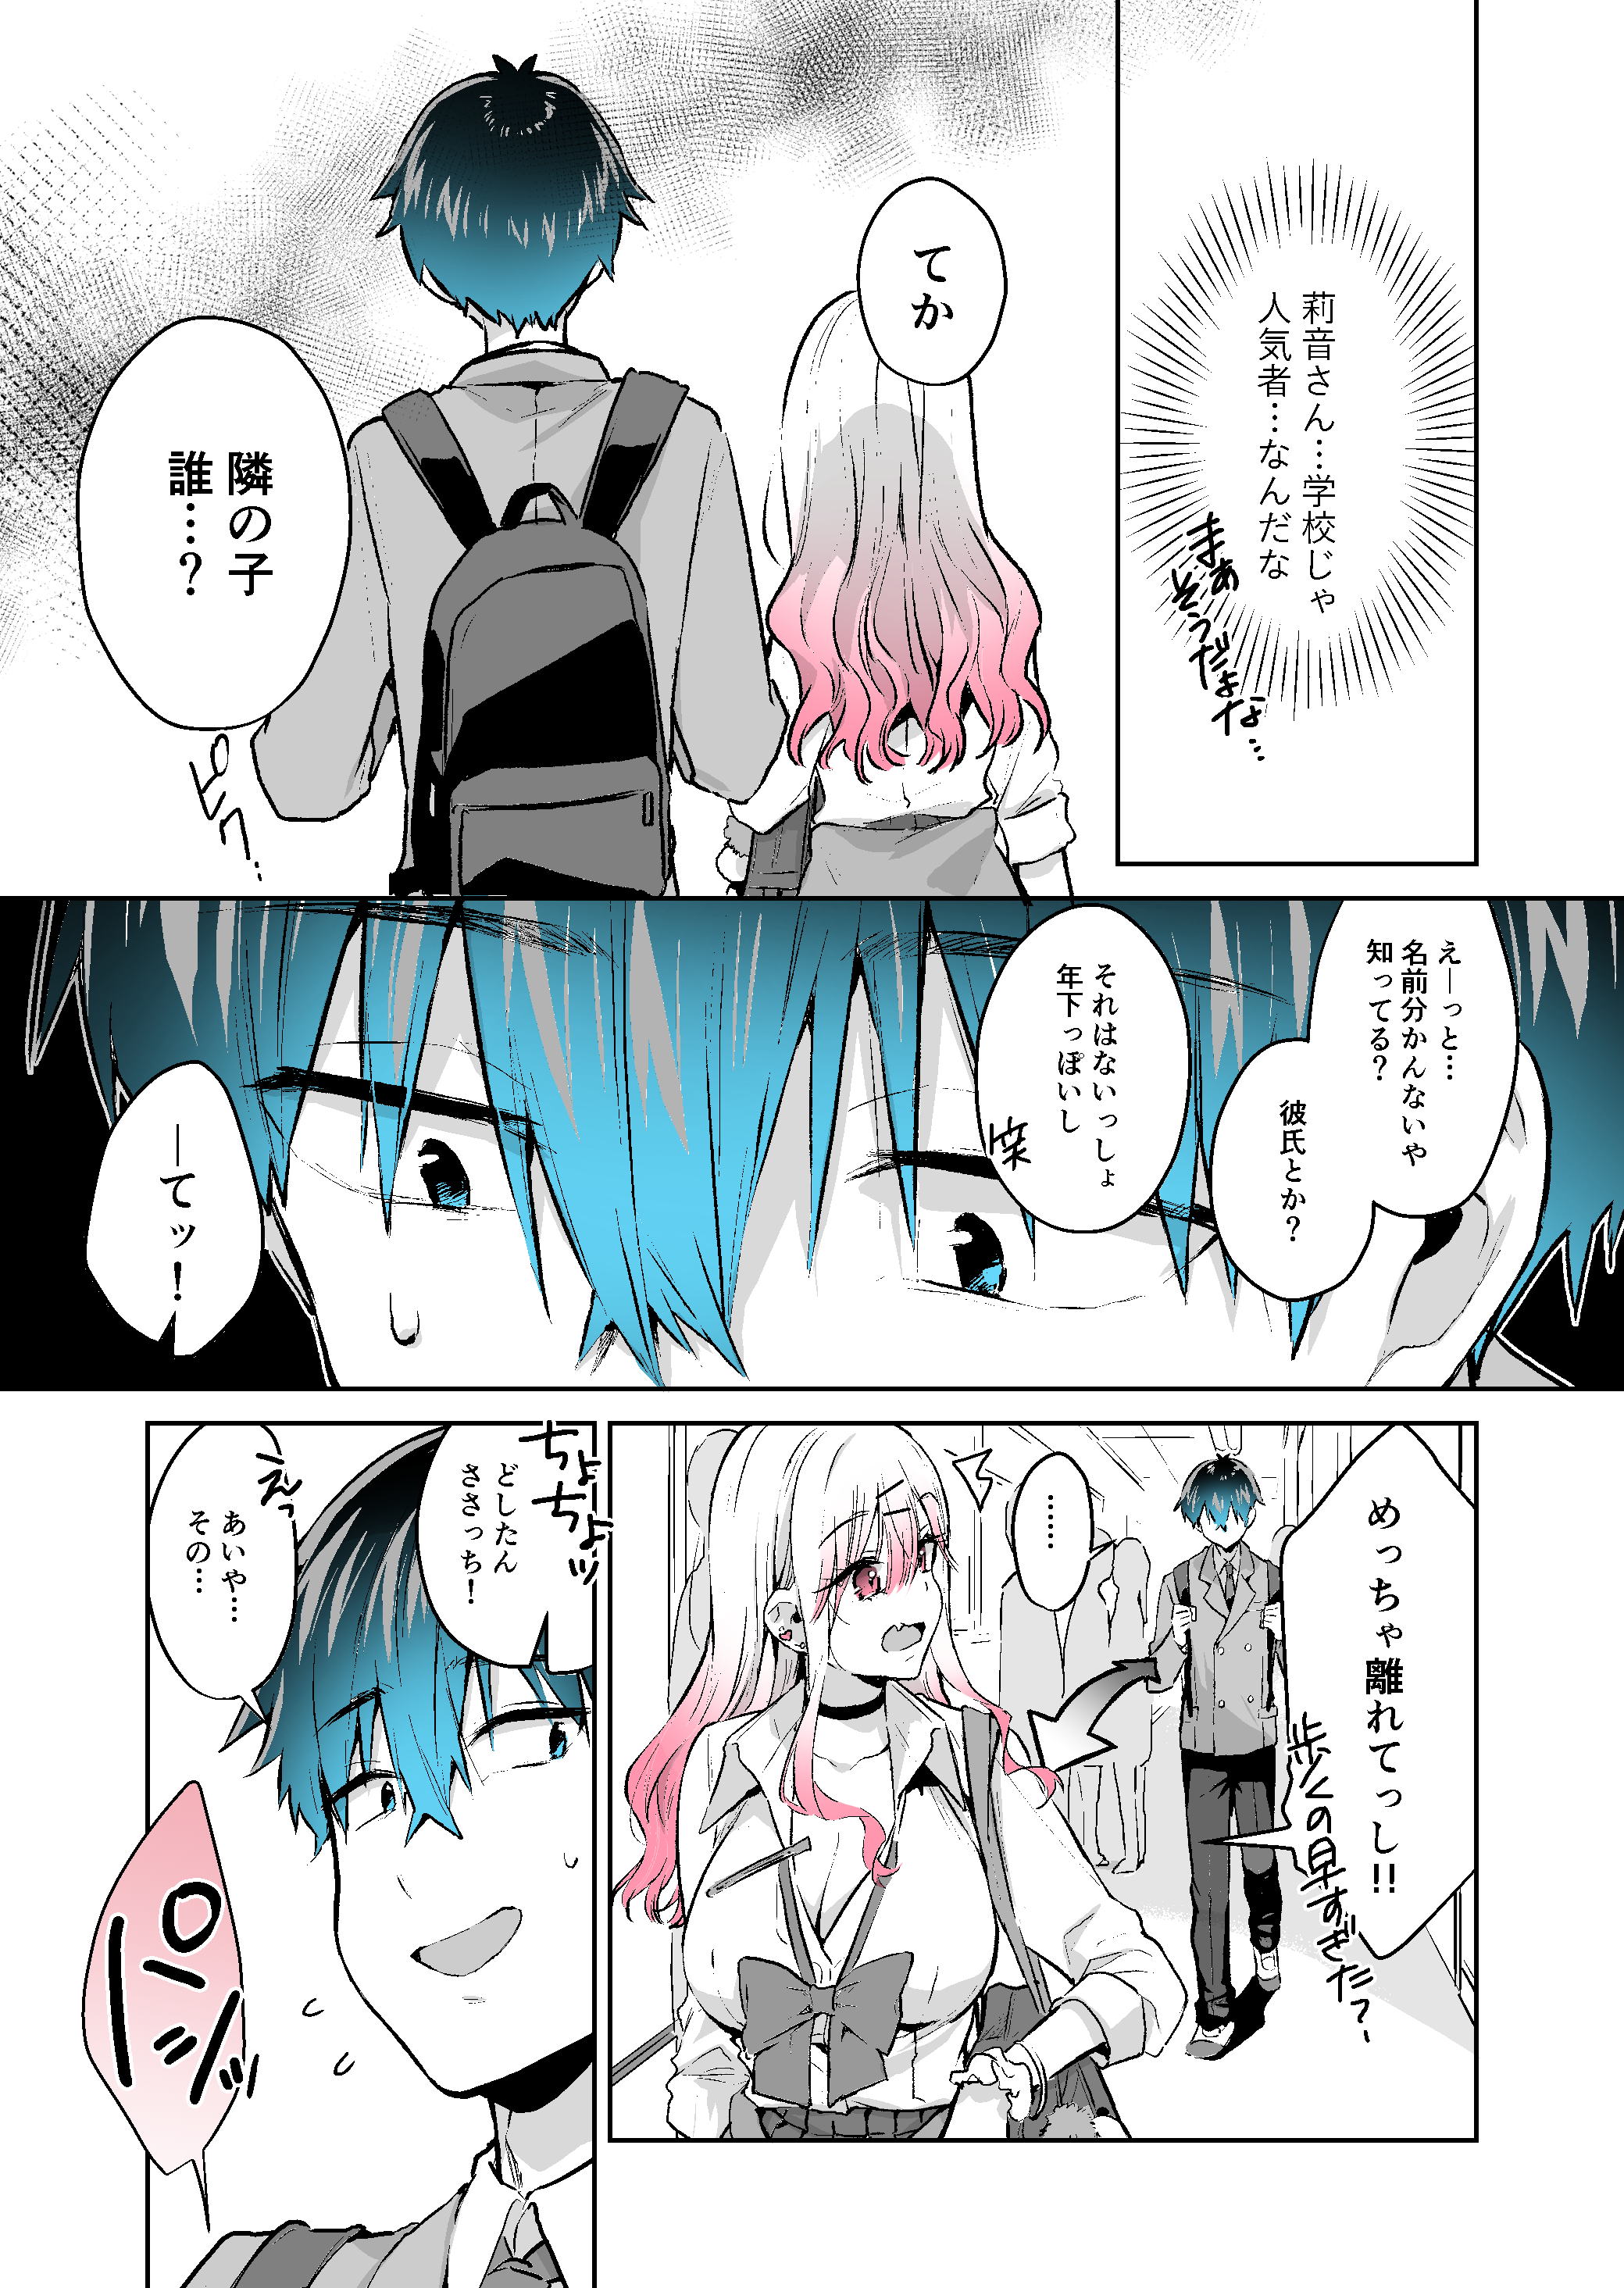 莉音さん…学校じゃ
人気者…なんだな
まぁ
そうだよ
な…
てか
隣の子
誰…?
ピクッ…
えーっと…
名前分かんないや
知ってる?
彼氏とか?
それはないっしょ
年下っぽいし
ーてッ!
めっちゃ離れてっし!!
歩くの早すぎた?
……
ちょ
ちょッ
どしたん
ささっち!
えっ
あいや…
その…
パシッ